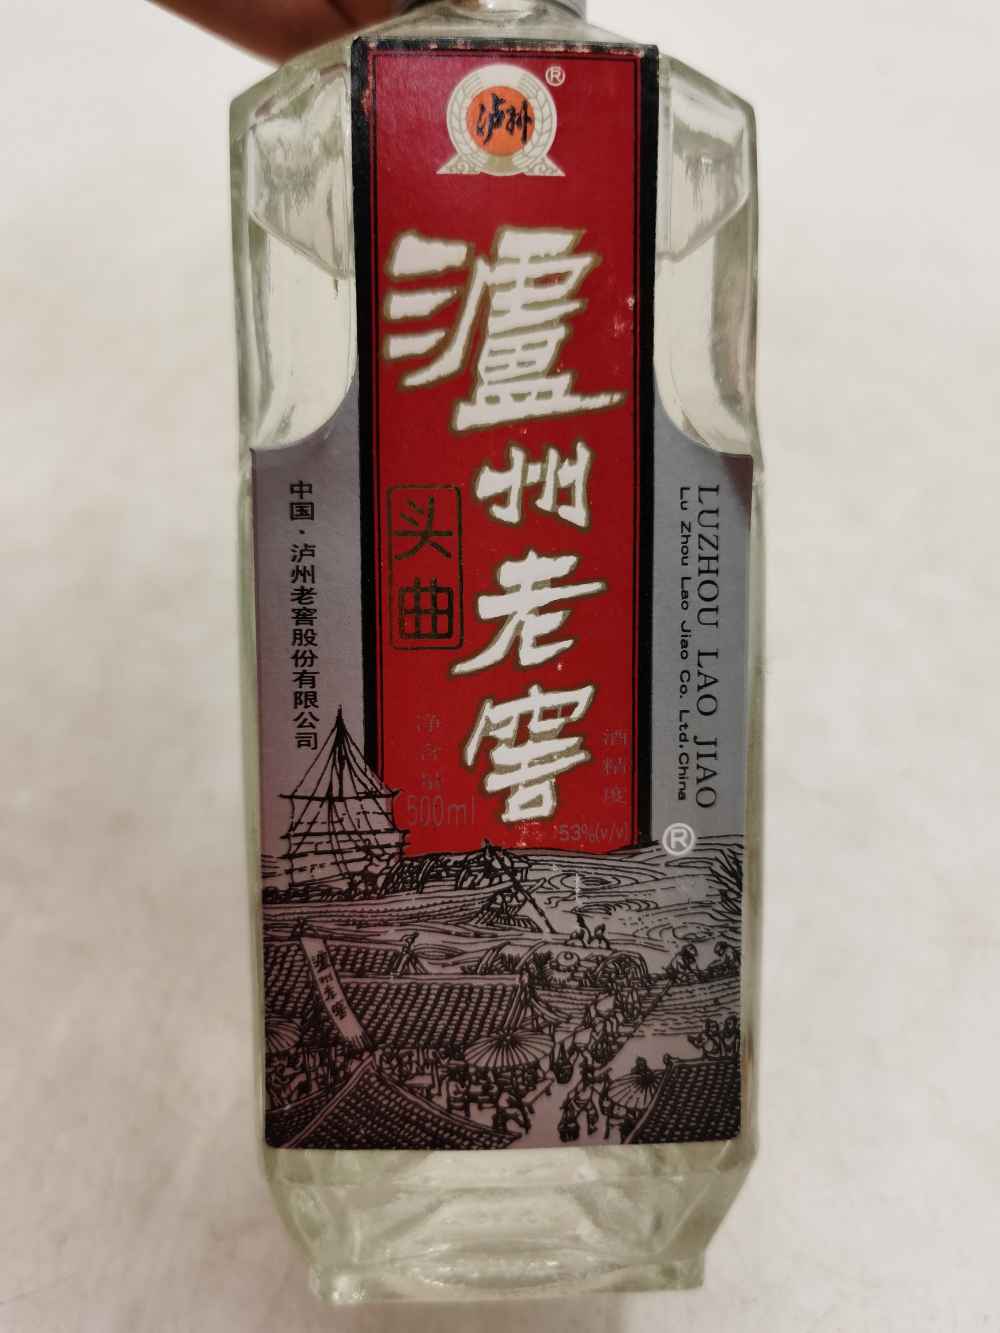 泸州
®
瀘州老窖
头曲
中国·泸州老窖股份有限公司
LUZHOU LAO JIAO
Lu Zhou Lao Jiao Co. Ltd,China
净含量
500ml
酒精度
53%(v/v)
®